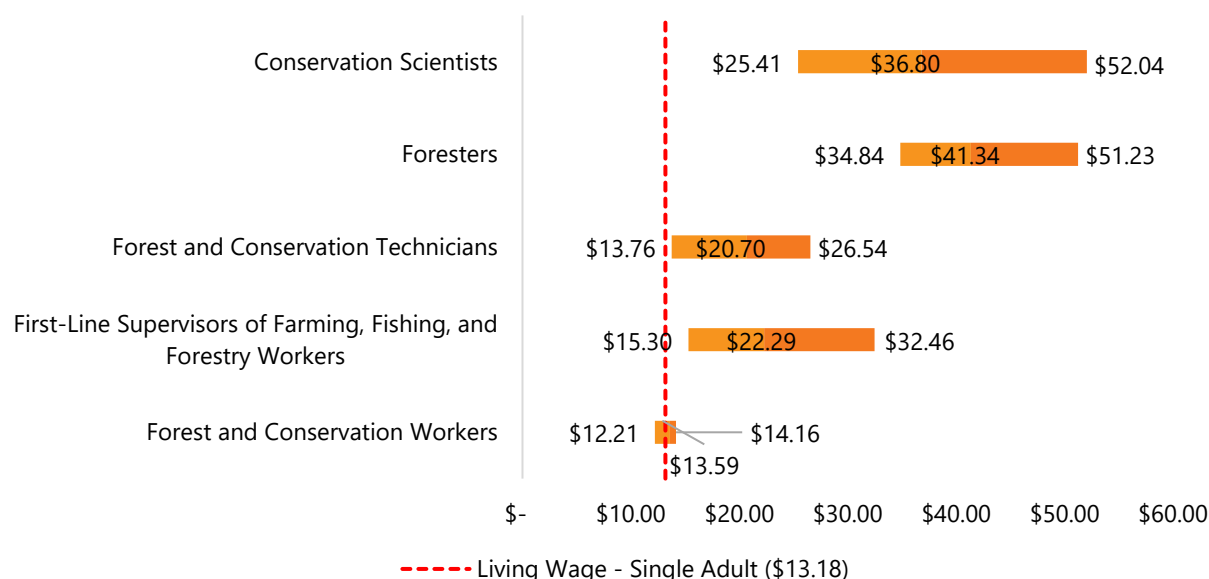 Conservation Scientists
$25.41
$36.80
$52.04
Foresters
$34.84
$41.34
$51.23
Forest and Conservation Technicians
$13.76
$20.70
$26.54
First-Line Supervisors of Farming, Fishing, and
Forestry Workers
$15.30
$22.29
$32.46
Forest and Conservation Workers
$12.21
$14.16
$13.59
$- $10.00 $20.00 $30.00 $40.00 $50.00 $60.00
Living Wage - Single Adult ($13.18)